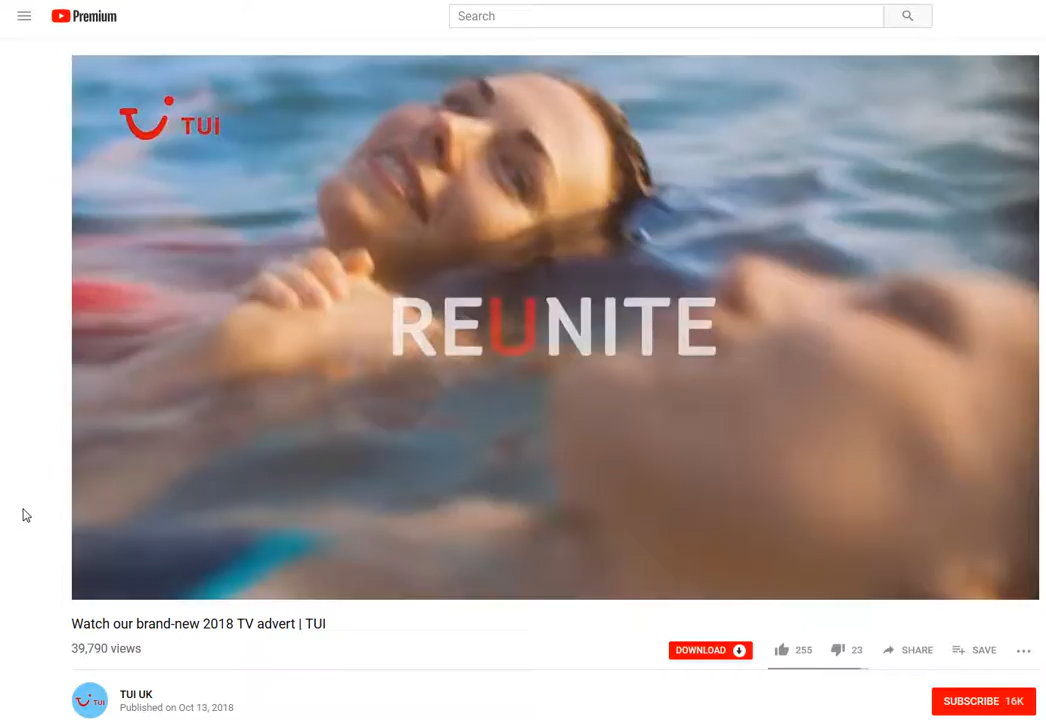 Premium
Search
TUI
REUNITE
Watch our brand-new 2018 TV advert | TUI
39,790 views
DOWNLOAD
255
23
SHARE
SAVE
TUI
TUI UK
Published on Oct 13, 2018
SUBSCRIBE 16K